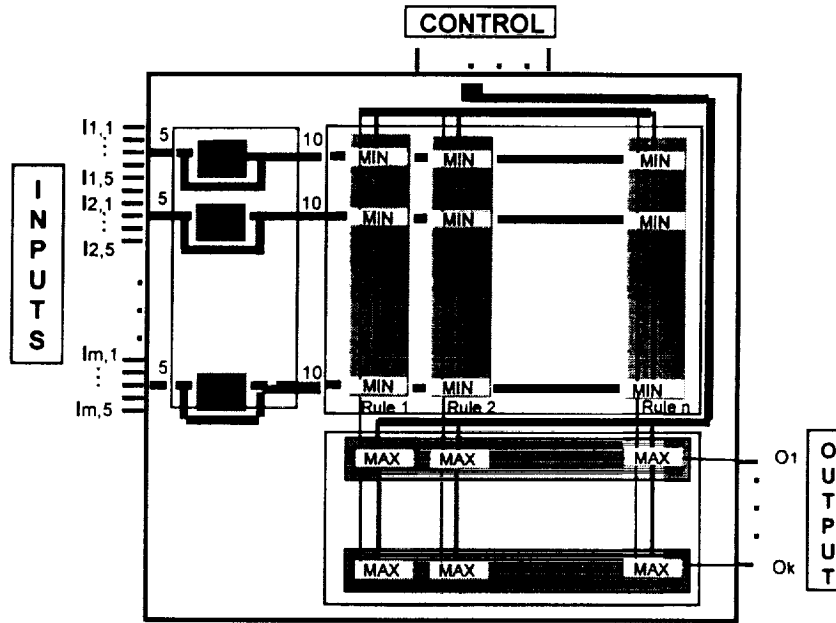 CONTROL
. . .
INPUTS
I1,1
I1,5
I2,1
I2,5
Im,1
Im,5
5
5
5
10
10
10
MIN MIN MIN
MIN MIN MIN
MIN MIN MIN
Rule 1 Rule 2 Rule n
MAX MAX MAX O1
MAX MAX MAX Ok
OUTPUT